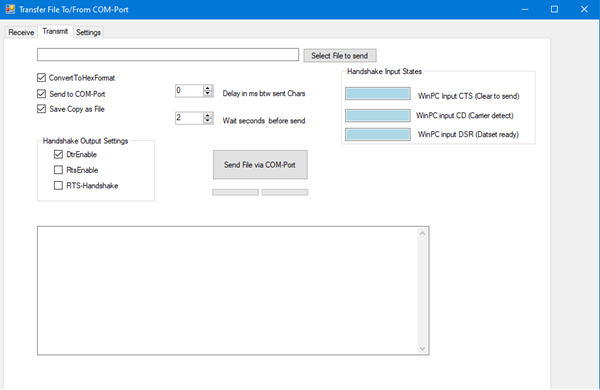 Transfer File To/From COM-Port
Receive Transmit Settings
Select File to send
Handshake Input States
ConvertToHexFormat
Send to COM-Port
Save Copy as File
0 Delay in ms btw sent Chars
2 Wait seconds before send
WinPC Input CTS (Clear to send)
WinPC input CD (Carrier detect)
WinPC input DSR (Datset ready)
Handshake Output Settings
DtrEnable
RtsEnable
RTS-Handshake
Send File via COM-Port